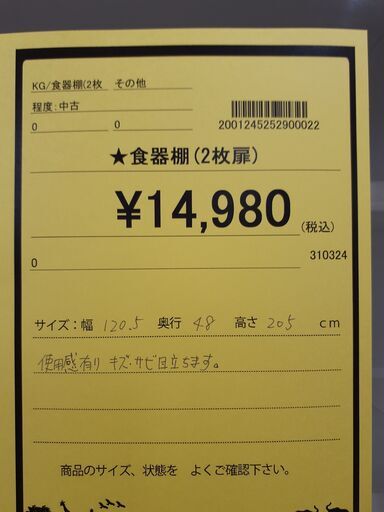 KG/食器棚(2枚 その他
程度:中古
0 0
2001245252900022
★食器棚(2枚扉)
¥14,980(税込)
0 310324
サイズ:幅 120.5 奥行 48 高さ 205 cm
使用感有り キズ・サビ目立ちます。
商品のサイズ、状態を よくご確認下さい。